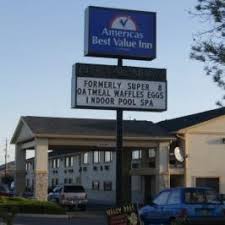 Americas
Best Value Inn
FORMERLY SUPER 8
OATMEAL WAFFLES EGGS
INDOOR POOL SPA